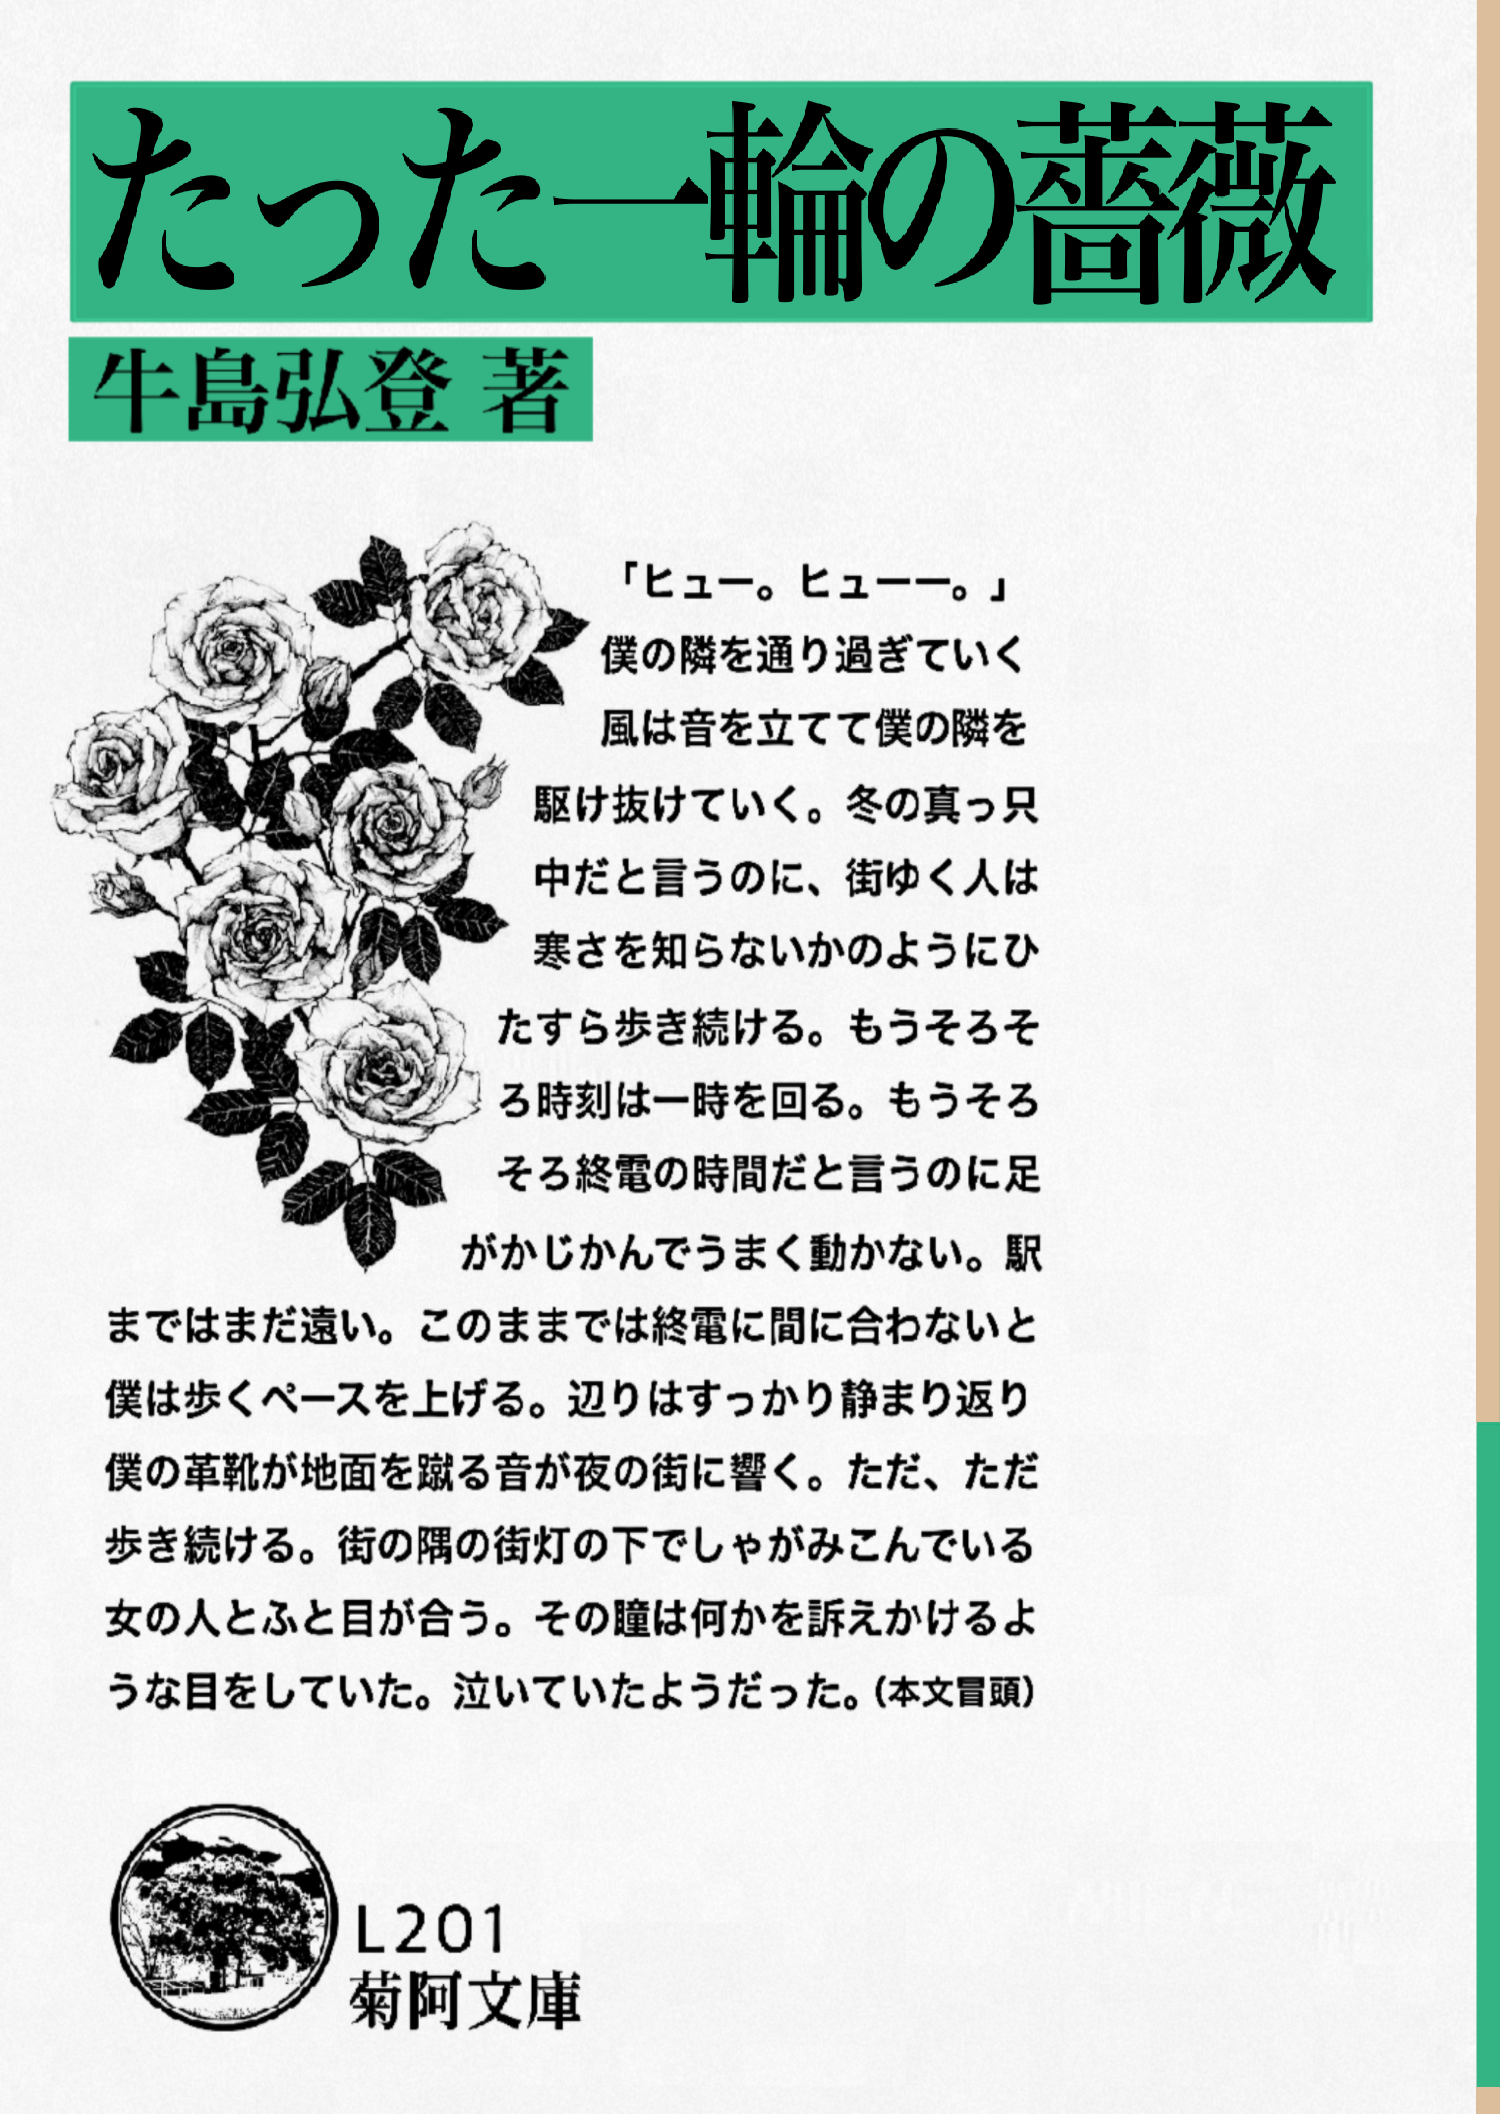 たった一輪の薔薇
牛島弘登 著
「ヒュー。ヒューー。」
僕の隣を通り過ぎていく
風は音を立てて僕の隣を
駆け抜けていく。冬の真っ只
中だと言うのに、街ゆく人は
寒さを知らないかのようにひ
たすら歩き続ける。もうそろそ
ろ時刻は一時を回る。もうそろ
そろ終電の時間だと言うのに足
がかじかんでうまく動かない。駅
まではまだ遠い。このままでは終電に間に合わないと
僕は歩くペースを上げる。辺りはすっかり静まり返り
僕の革靴が地面を蹴る音が夜の街に響く。ただ、ただ
歩き続ける。街の隅の街灯の下でしゃがみこんでいる
女の人とふと目が合う。その瞳は何かを訴えかけるよ
うな目をしていた。泣いていたようだった。（本文冒頭）
L201
菊阿文庫